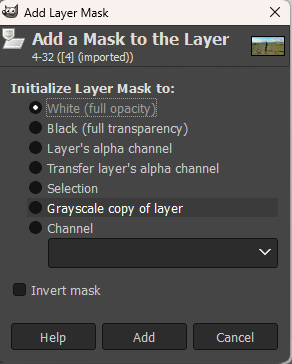 Add Layer Mask
Add a Mask to the Layer
4-32 ([4] (imported))
Initialize Layer Mask to:
White (full opacity)
Black (full transparency)
Layer's alpha channel
Transfer layer's alpha channel
Selection
Grayscale copy of layer
Channel
Invert mask
Help
Add
Cancel